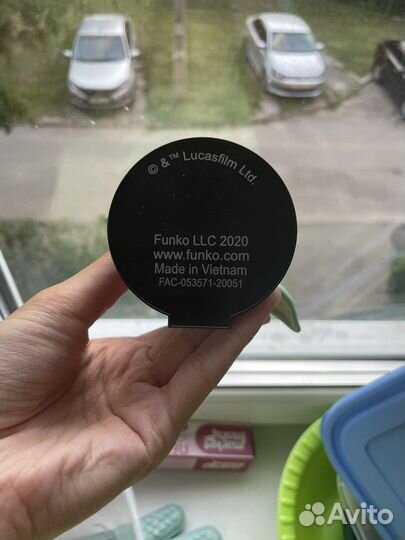 © &™ Lucasfilm Ltd.
Funko LLC 2020
www.funko.com
Made in Vietnam
FAC-053571-20051
Avito